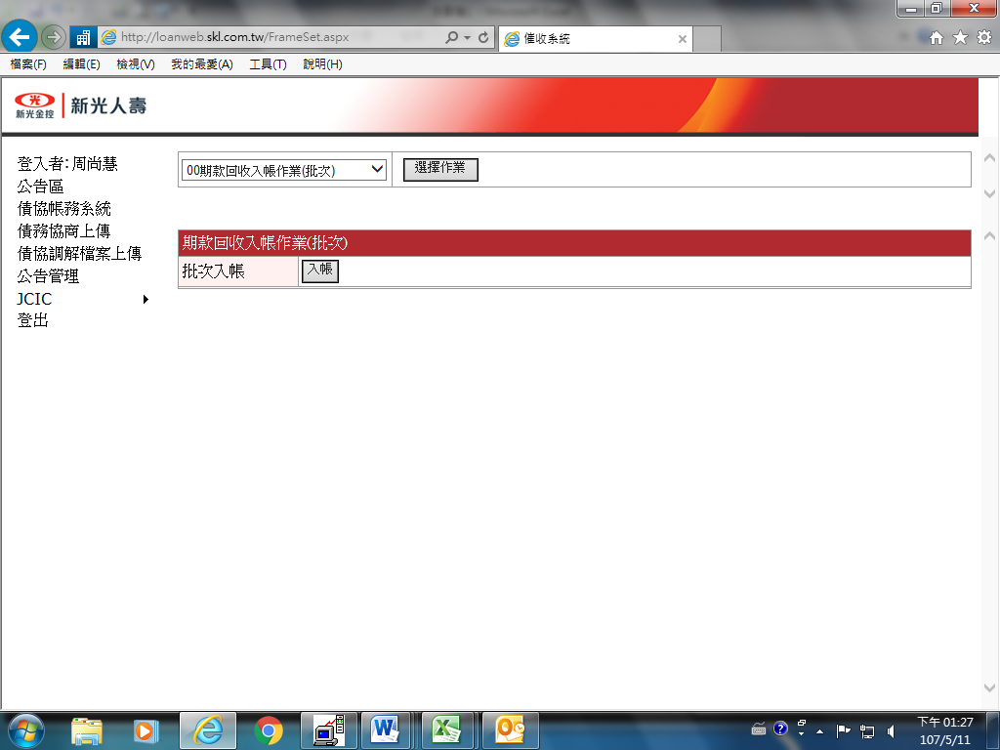 http://loanweb.skl.com.tw/FrameSet.aspx
催收系統
檔案(F) 編輯(E) 檢視(V) 我的最愛(A) 工具(T) 說明(H)
新光金控
新光人壽
登入者: 周尚慧
公告區
債協帳務系統
債務協商上傳
債協調解檔案上傳
公告管理
JCIC
登出
00期款回收入帳作業(批次)
選擇作業
期款回收入帳作業(批次)
批次入帳
入帳
下午 01:27
107/5/11